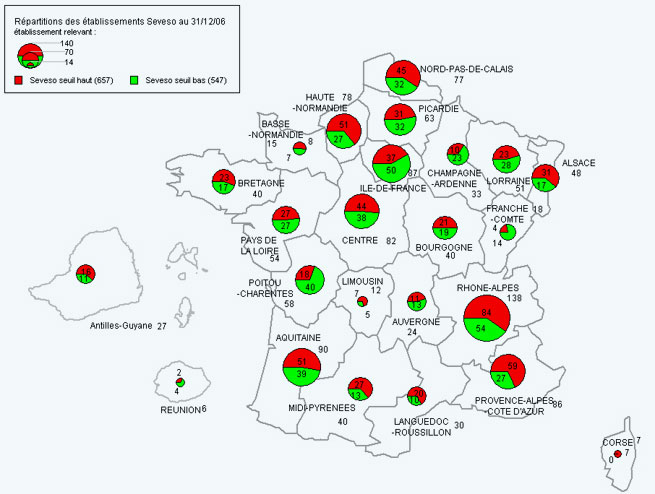 Répartitions des établissements Seveso au 31/12/06
établissement relevant :
140
70
14
Seveso seuil haut (657)
Seveso seuil bas (547)
45
32
NORD-PAS-DE-CALAIS
77
HAUTE 78
-NORMANDIE
51
27
31
32
PICARDIE
63
BASSE
-NORMANDIE
15
8
7
37
50
87
ILE-DE-FRANCE
10
23
CHAMPAGNE
-ARDENNE
33
23
28
LORRAINE
51
ALSACE
48
31
17
23
17
BRETAGNE
40
27
27
PAYS DE
LA LOIRE
54
44
38
CENTRE 82
21
19
BOURGOGNE
40
FRANCHE 18
-COMTE
4
14
16
11
Antilles-Guyane 27
18
40
POITOU
-CHARENTES
58
LIMOUSIN
12
7
5
11
13
AUVERGNE
24
RHONE-ALPES
138
84
54
AQUITAINE
90
51
39
27
13
MIDI-PYRENEES
40
20
10
LANGUEDOC
-ROUSSILLON
30
59
27
PROVENCE-ALPES
-COTE D'AZUR
86
2
4
REUNION 6
CORSE 7
0
7